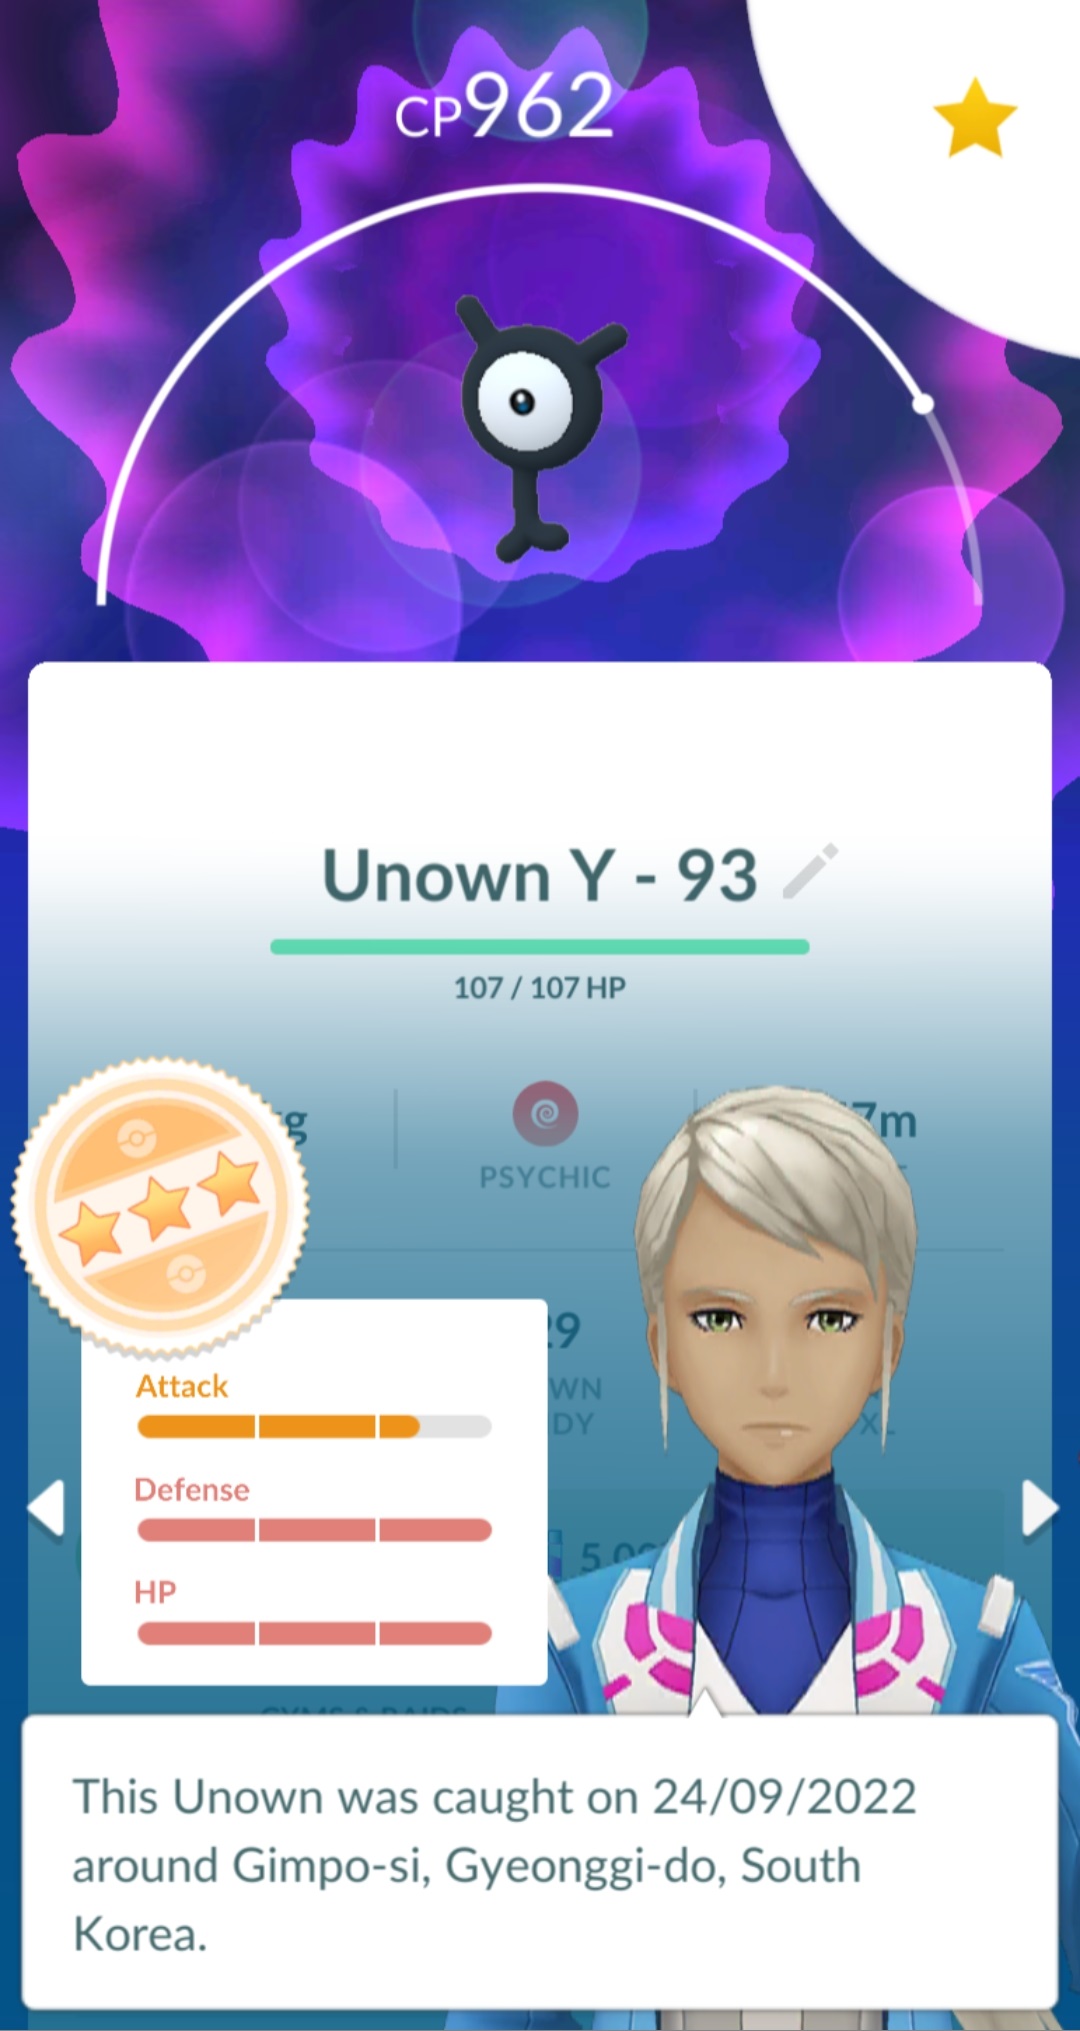 CP962
Unown Y - 93
107 / 107 HP
PSYCHIC
Attack
Defense
HP
This Unown was caught on 24/09/2022
around Gimpo-si, Gyeonggi-do, South
Korea.